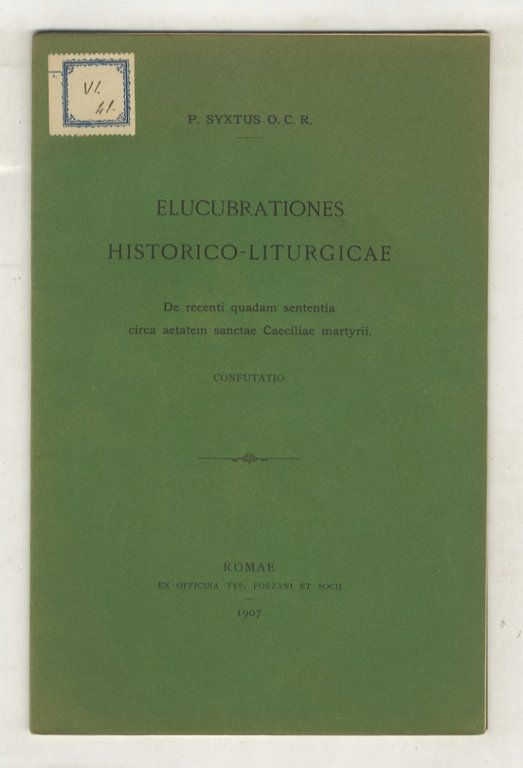 VI.
41.
P. SYXTUS O. C. R.
ELUCUBRATIONES
HISTORICO-LITURGICAE
De recenti quadam sententia
circa aetatem sanctae Caeciliae martyrii.
CONFUTATIO
ROMAE
EX OFFICINA TYP. FORZANI ET SOCII
1907